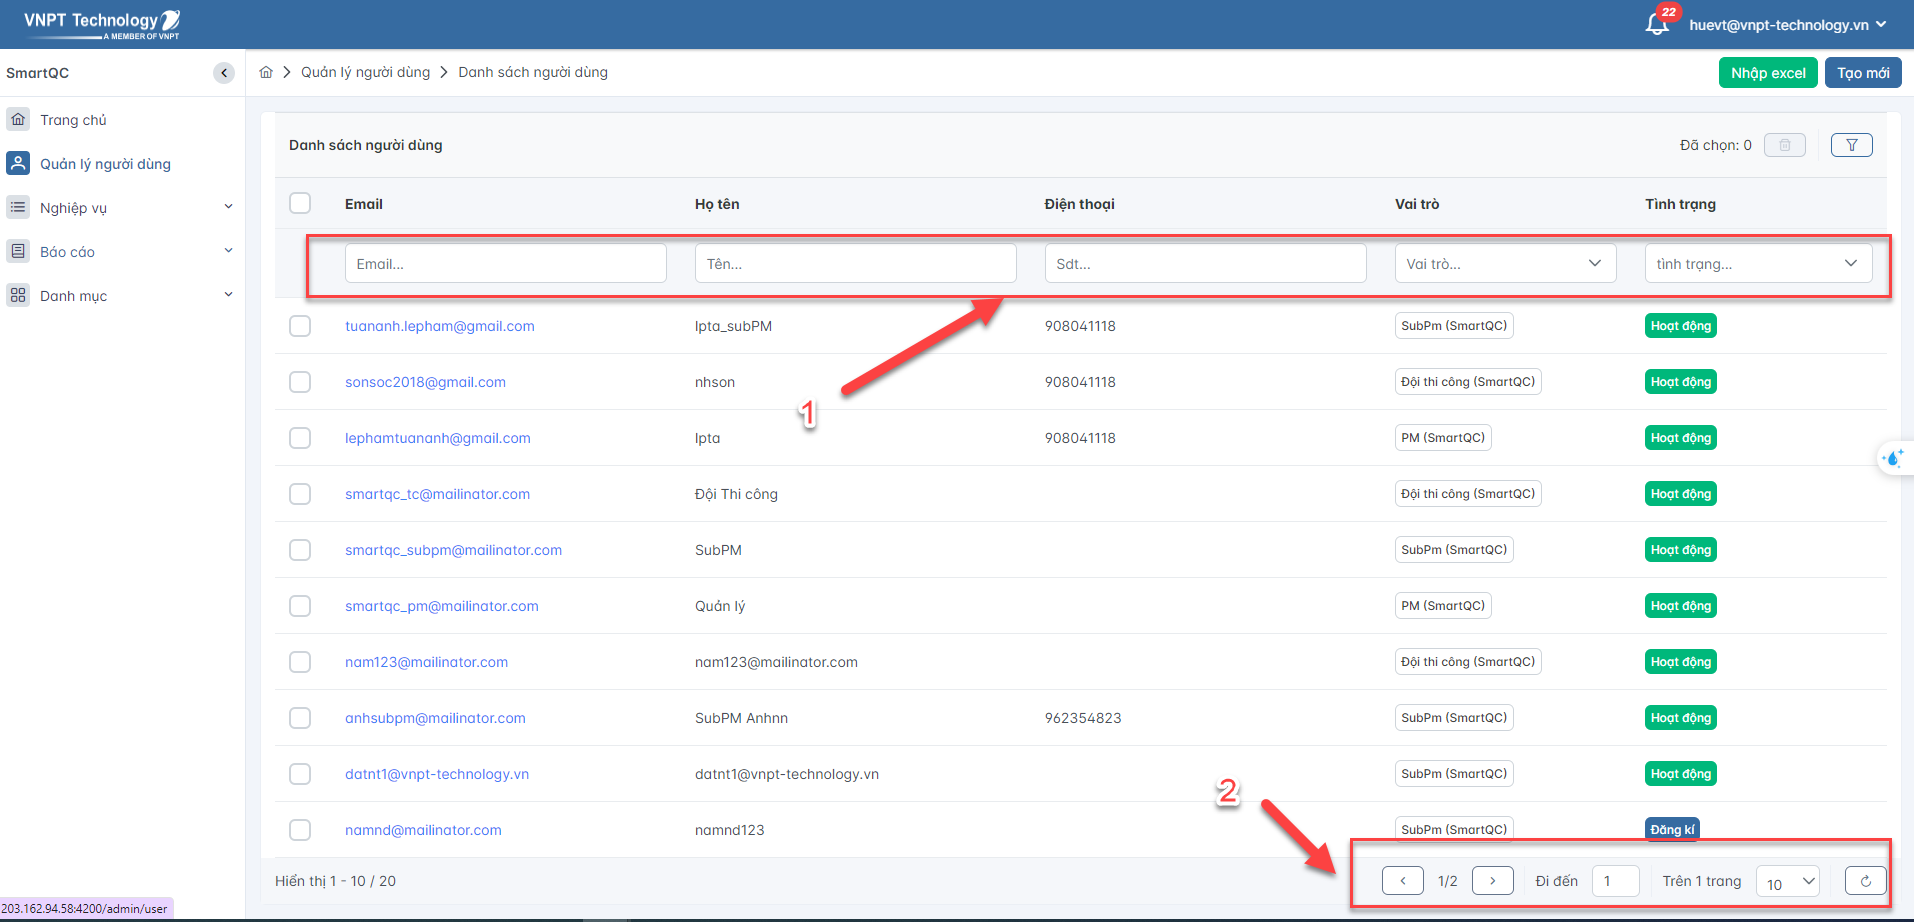 VNPT Technology
A MEMBER OF VNPT
22
huevt@vnpt-technology.vn
SmartQC
Quản lý người dùng
Danh sách người dùng
Nhập excel
Tạo mới
Trang chủ
Quản lý người dùng
Nghiệp vụ
Báo cáo
Danh mục
Danh sách người dùng
Đã chọn: 0
Email Họ tên Điện thoại Vai trò Tình trạng
Email... Tên... Sdt... Vai trò... tình trạng...
tuananh.lepham@gmail.com lpta_subPM 908041118 SubPm (SmartQC) Hoạt động
sonsoc2018@gmail.com nhson 908041118 Đội thi công (SmartQC) Hoạt động
1
lephamtuananh@gmail.com lpta 908041118 PM (SmartQC) Hoạt động
smartqc_tc@mailinator.com Đội Thi công Đội thi công (SmartQC) Hoạt động
smartqc_subpm@mailinator.com SubPM SubPm (SmartQC) Hoạt động
smartqc_pm@mailinator.com Quản lý PM (SmartQC) Hoạt động
nam123@mailinator.com nam123@mailinator.com Đội thi công (SmartQC) Hoạt động
anhsubpm@mailinator.com SubPM Anhnn 962354823 SubPm (SmartQC) Hoạt động
datnt1@vnpt-technology.vn datnt1@vnpt-technology.vn SubPm (SmartQC) Hoạt động
2
namnd@mailinator.com namnd123 SubPm (SmartQC) Đăng kí
Hiển thị 1 - 10 / 20
1/2 Đi đến 1 Trên 1 trang 10
203.162.94.58:4200/admin/user